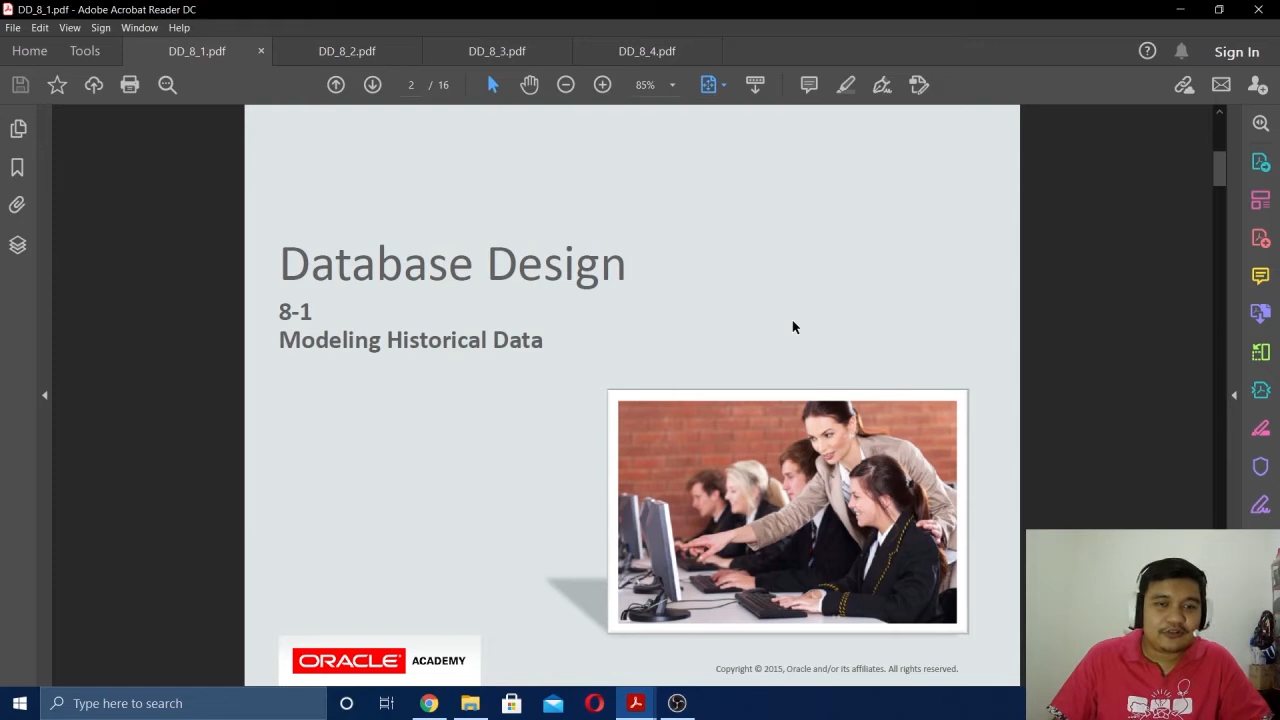 DD_8_1.pdf - Adobe Acrobat Reader DC
File Edit View Sign Window Help
Home Tools DD_8_1.pdf × DD_8_2.pdf DD_8_3.pdf DD_8_4.pdf Sign In
2 / 16 85%
Database Design
8-1
Modeling Historical Data
ORACLE ACADEMY
Copyright © 2015, Oracle and/or its affiliates. All rights reserved.
Type here to search